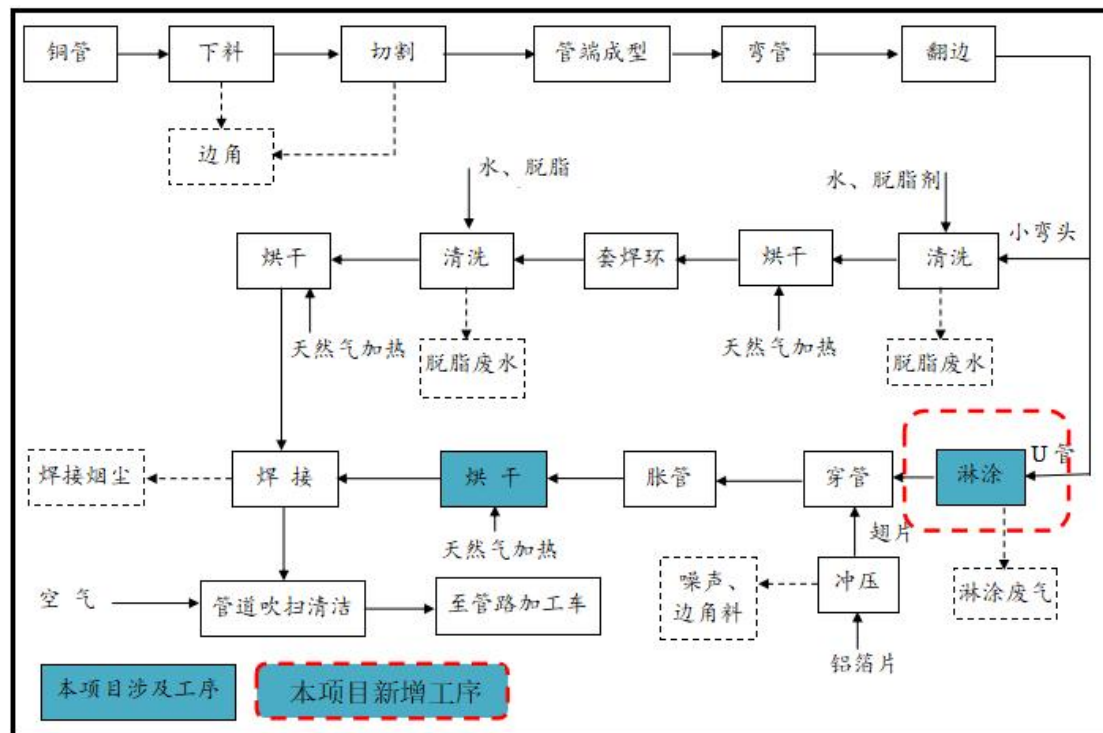 铜管
下料
切割
管端成型
弯管
翻边
边角
水、脱脂
水、脱脂剂
小弯头
烘干
清洗
套焊环
烘干
清洗
天然气加热
脱脂废水
天然气加热
脱脂废水
U管
焊接烟尘
焊 接
烘 干
胀管
穿管
淋涂
天然气加热
翅片
空 气
管道吹扫清洁
至管路加工车
噪声、
边角料
冲压
淋涂废气
铝箔片
本项目涉及工序
本项目新增工序